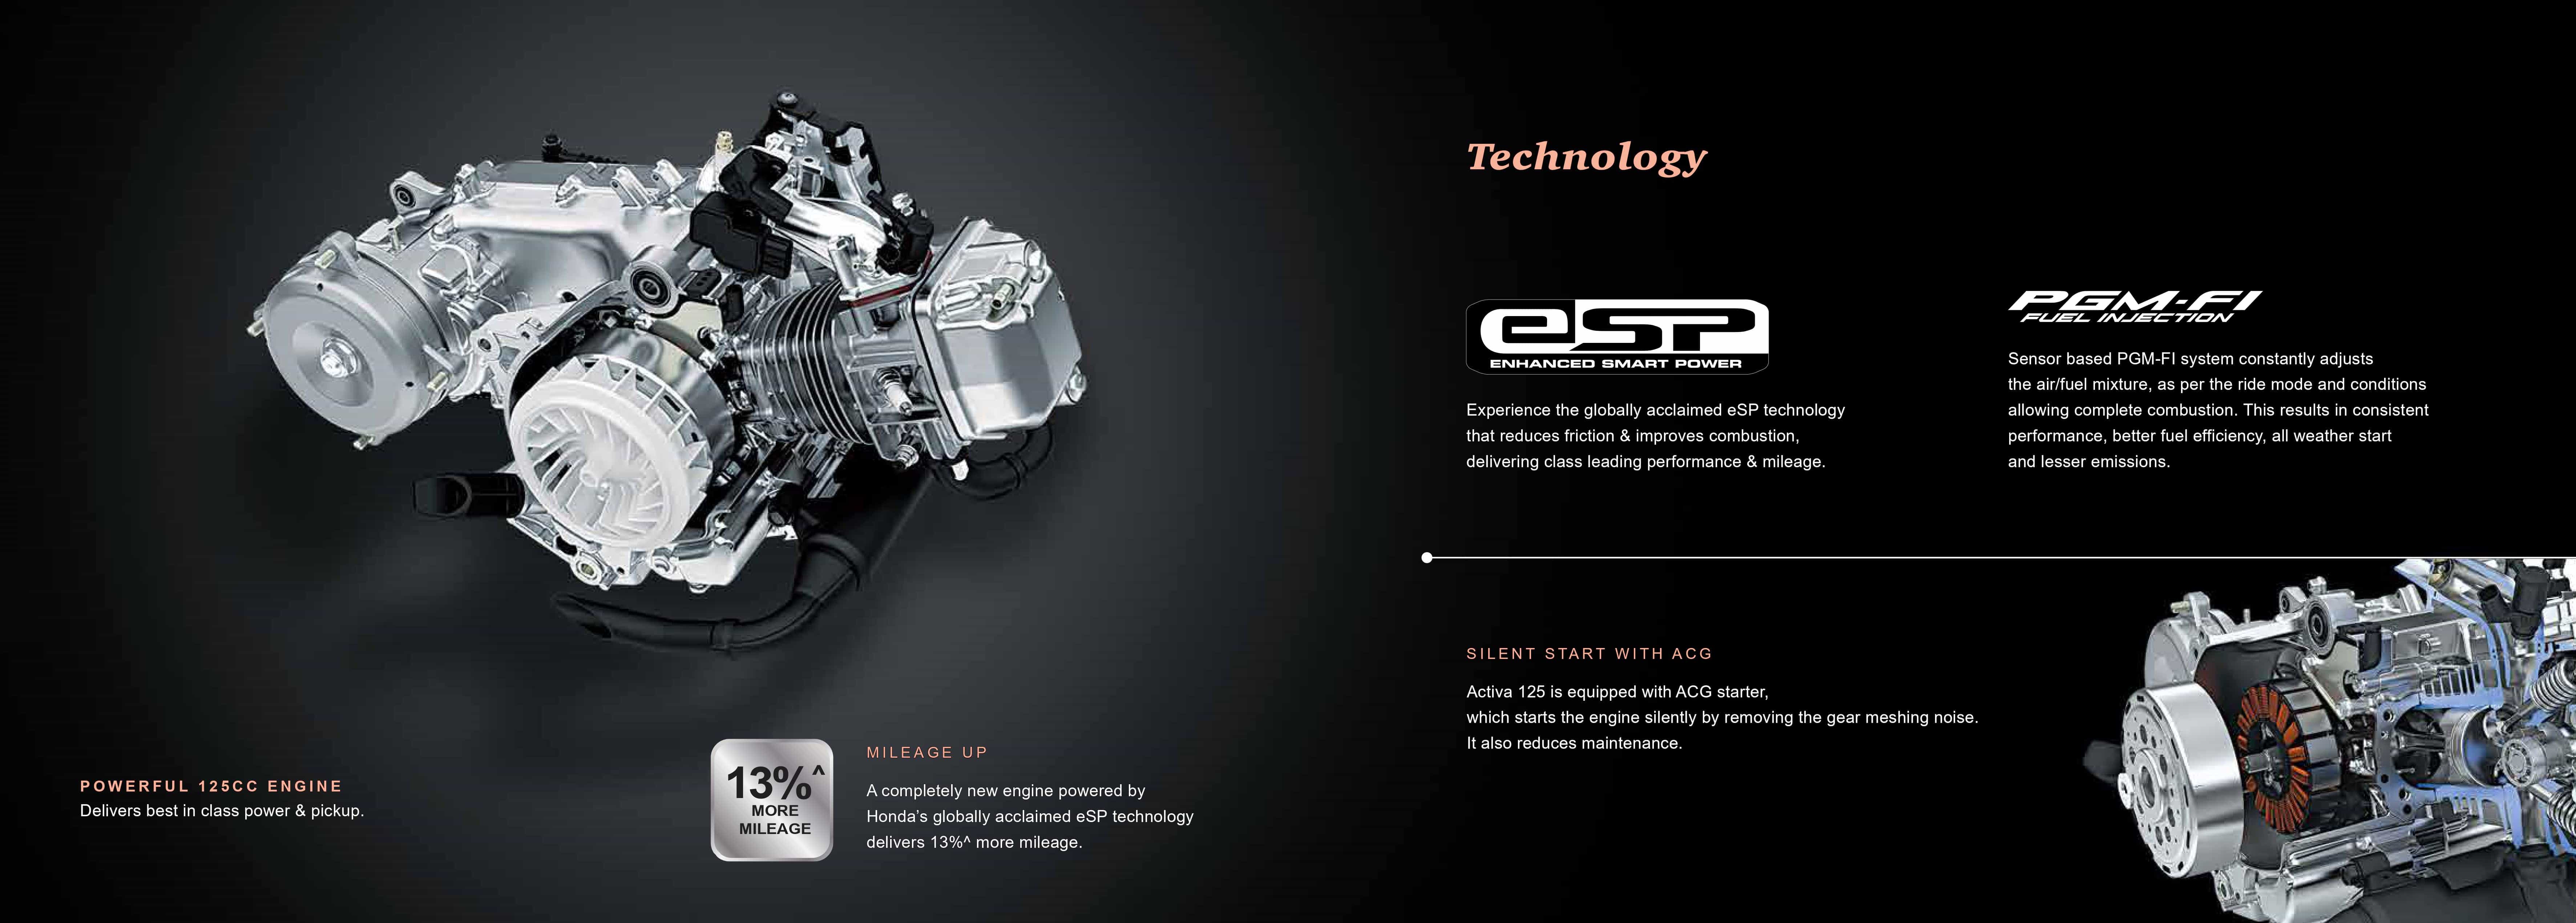 POWERFUL 125CC ENGINE
Delivers best in class power & pickup.
13%^
MORE
MILEAGE
MILEAGE UP
A completely new engine powered by
Honda's globally acclaimed eSP technology
delivers 13%^ more mileage.
Technology
eSP
ENHANCED SMART POWER
Experience the globally acclaimed eSP technology
that reduces friction & improves combustion,
delivering class leading performance & mileage.
PGM-FI
FUEL INJECTION
Sensor based PGM-FI system constantly adjusts
the air/fuel mixture, as per the ride mode and conditions
allowing complete combustion. This results in consistent
performance, better fuel efficiency, all weather start
and lesser emissions.
SILENT START WITH ACG
Activa 125 is equipped with ACG starter,
which starts the engine silently by removing the gear meshing noise.
It also reduces maintenance.